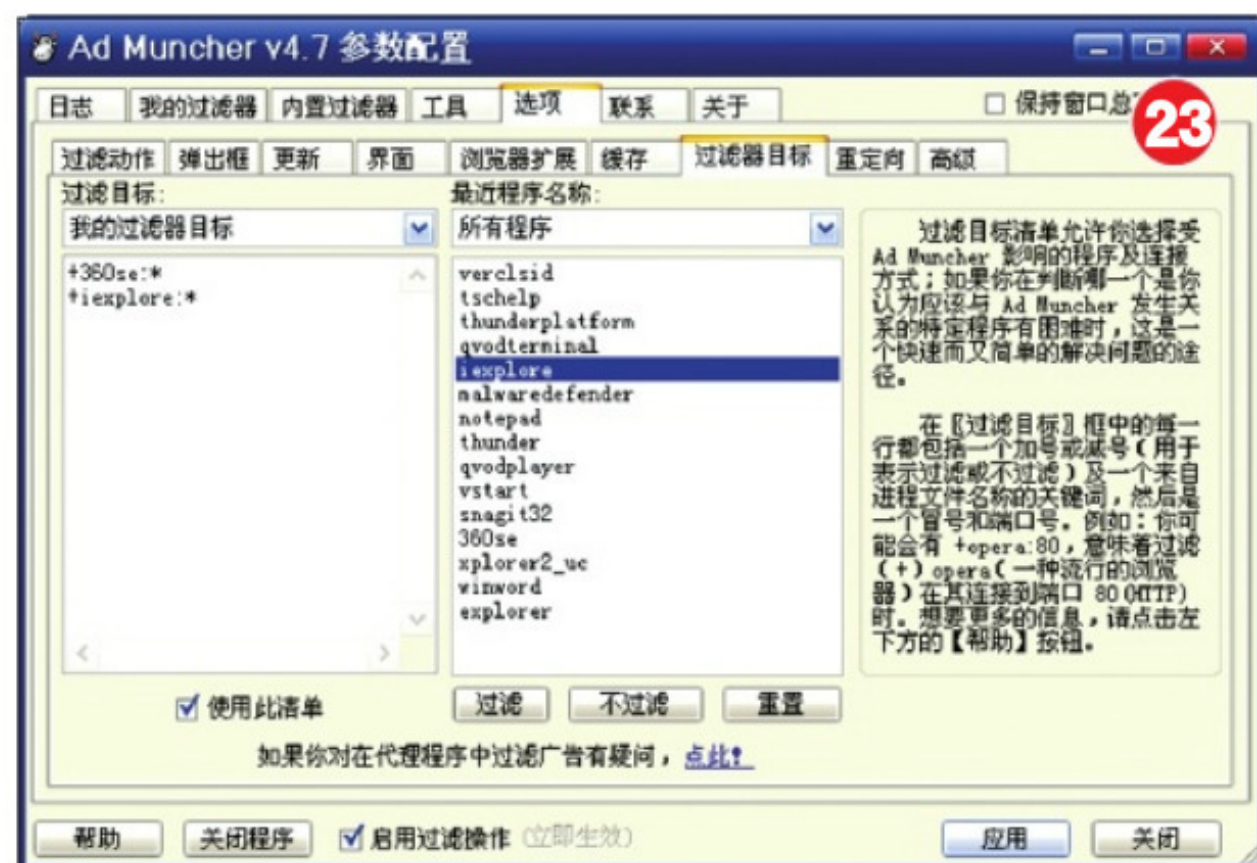 Ad Muncher v4.7 参数配置
日志 我的过滤器 内置过滤器 工具 选项 联系 关于 保持窗口总
23
过滤动作 弹出框 更新 界面 浏览器扩展 缓存 过滤器目标 重定向 高级
过滤目标:
最近程序名称:
我的过滤器目标
所有程序
+360se:*
+iexplore:*
verclsid
tschelp
thunderplatform
qvodterminal
iexplore
malwaredefender
notepad
thunder
qvodplayer
vstart
snagit32
360se
xplorer2_uc
winword
explorer
过滤目标清单允许你选择受
Ad Muncher 影响的程序及连接
方式；如果你在判断哪一个是你
认为应该与 Ad Muncher 发生关
系的特定程序有困难时，这是一
个快速而又简单的解决问题的途
径。
在〖过滤目标〗框中的每一
行都包括一个加号或减号(用于
表示过滤或不过滤)及一个来自
进程文件名称的关键词，然后是
一个冒号和端口号。例如：你可
能会有 +opera:80，意味着过滤
(+)opera(一种流行的浏览
器)在其连接到端口 80(HTTP)
时。想要更多的信息，请点击左
下方的【帮助】按钮。
使用此清单
过滤 不过滤 重置
如果你对在代理程序中过滤广告有疑问，点此!
帮助 关闭程序 启用过滤操作 (立即生效) 应用 关闭